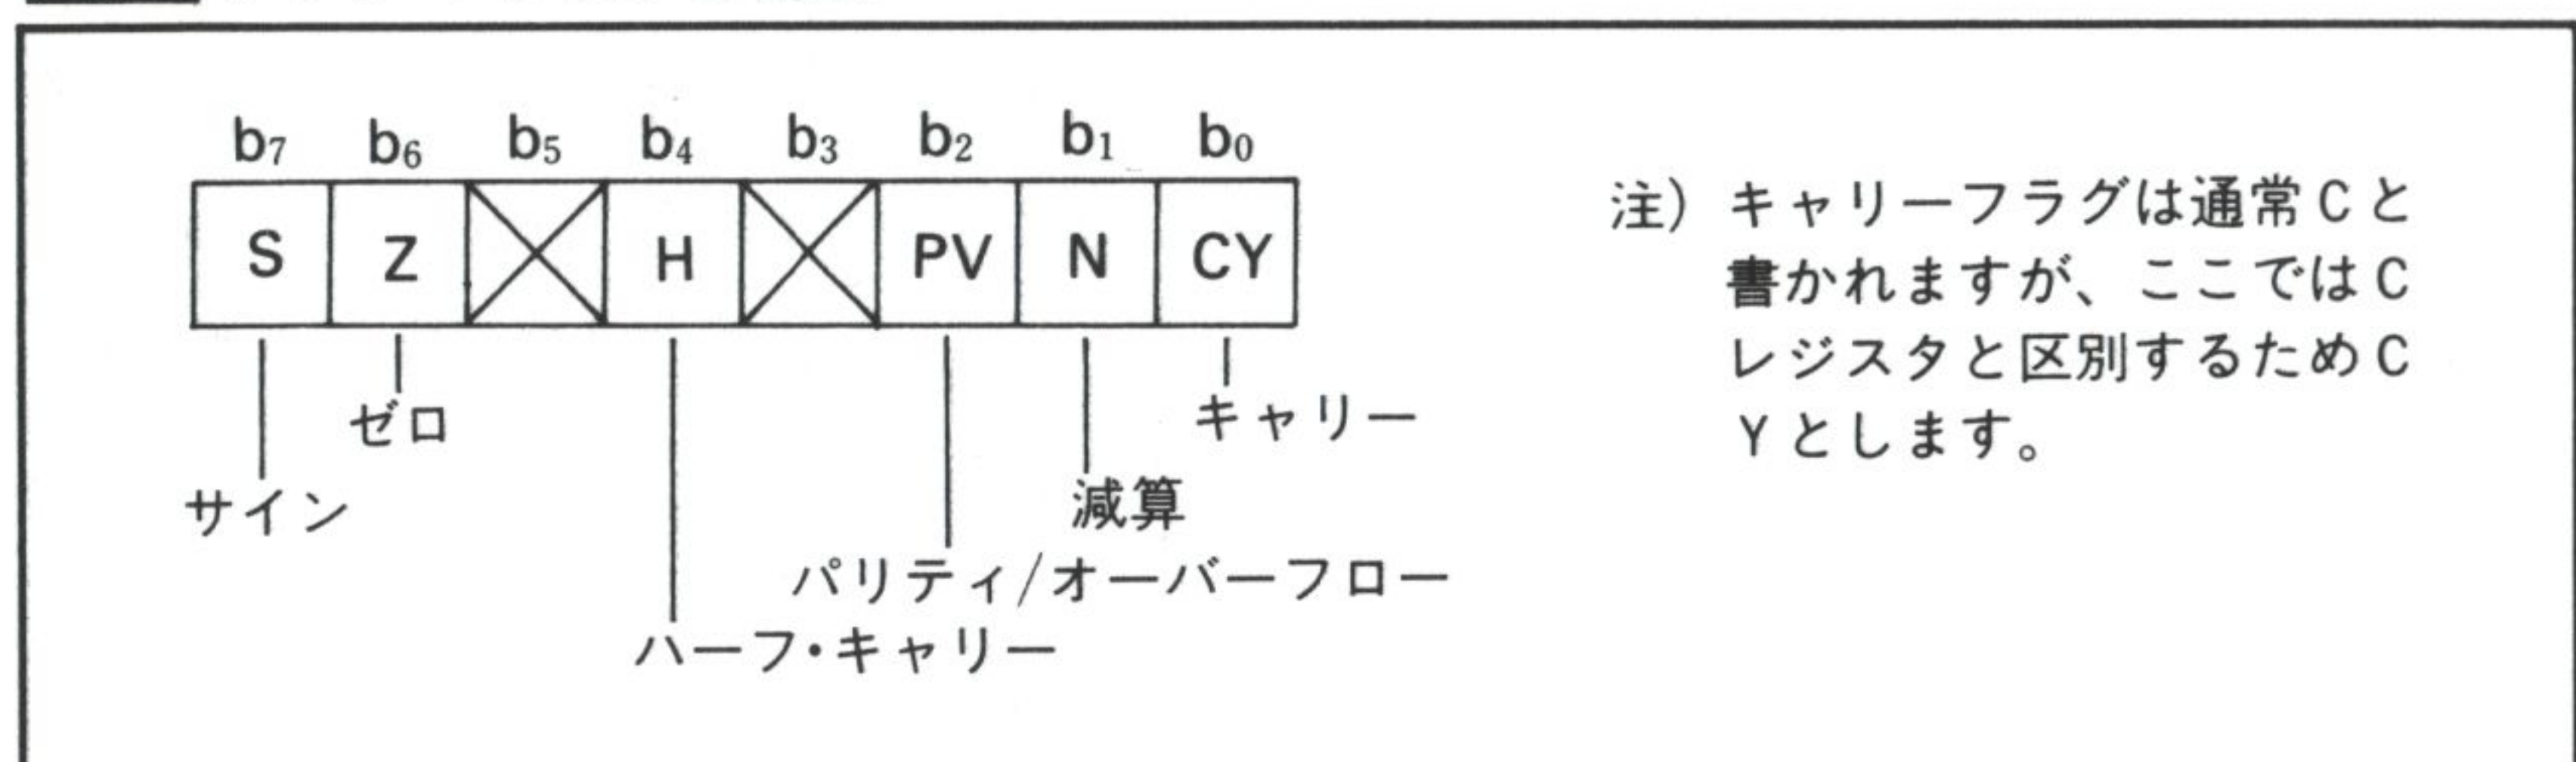 b7 b6 b5 b4 b3 b2 b1 b0
S Z H PV N CY
ゼロ
キャリー
サイン
減算
パリティ/オーバーフロー
ハーフ・キャリー
注) キャリーフラグは通常Cと
書かれますが、ここではC
レジスタと区別するためC
Yとします。